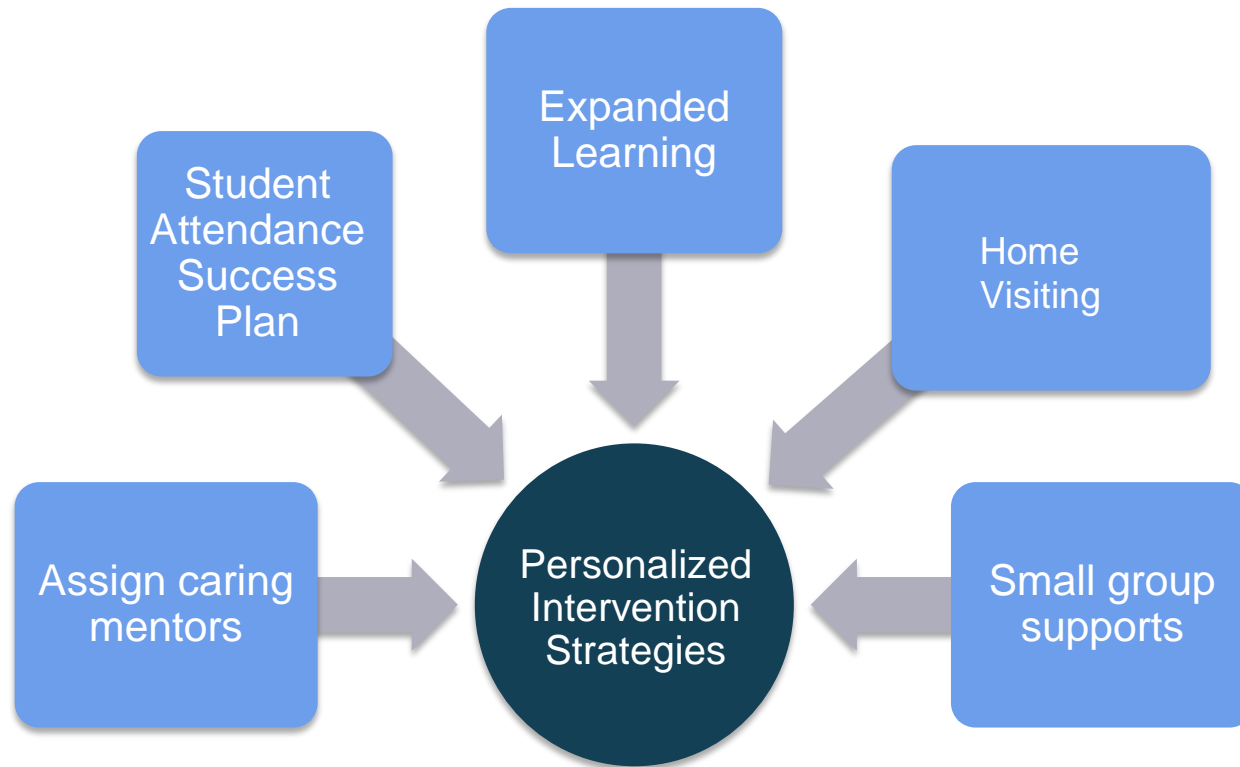 Expanded
Learning
Student
Attendance
Success
Plan
Home
Visiting
Assign caring
mentors
Personalized
Intervention
Strategies
Small group
supports